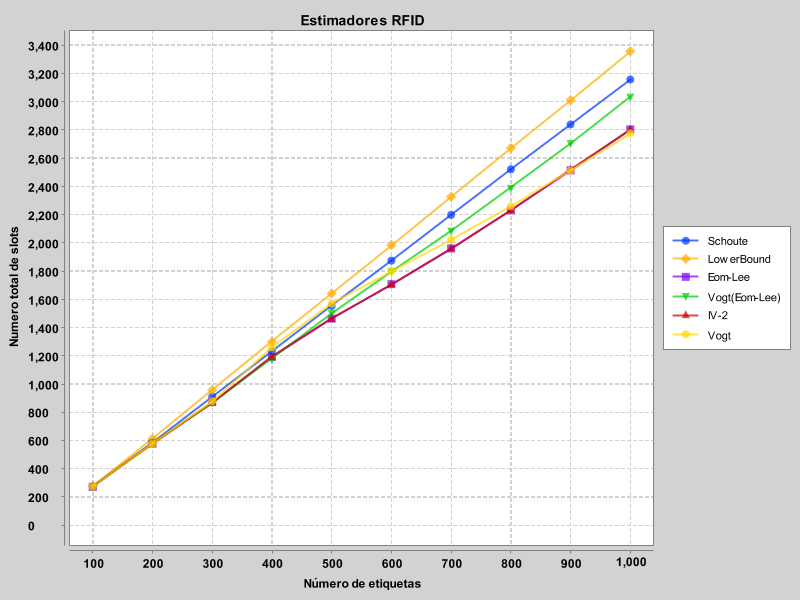 Estimadores RFID
Numero total de slots
3,400
3,200
3,000
2,800
2,600
2,400
2,200
2,000
1,800
1,600
1,400
1,200
1,000
800
600
400
200
0
100 200 300 400 500 600 700 800 900 1,000
Número de etiquetas
Schoute
LowerBound
Eom-Lee
Vogt(Eom-Lee)
IV-2
Vogt